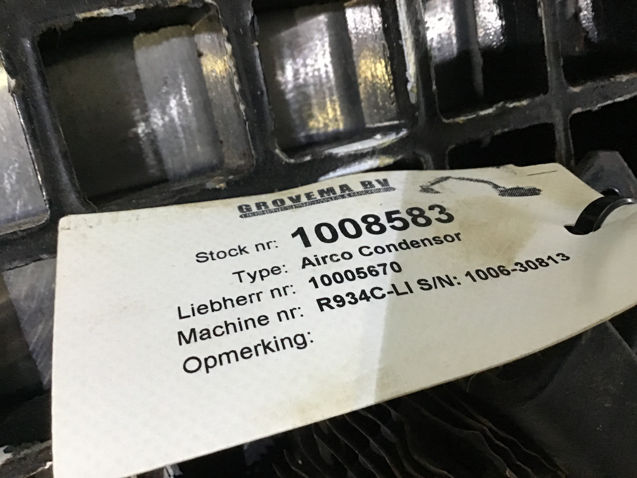 GROVEMA BV
Stock nr: 1008583
Type: Airco Condensor
Liebherr nr: 10005670
Machine nr: R934C-LI S/N: 1006-30813
Opmerking: